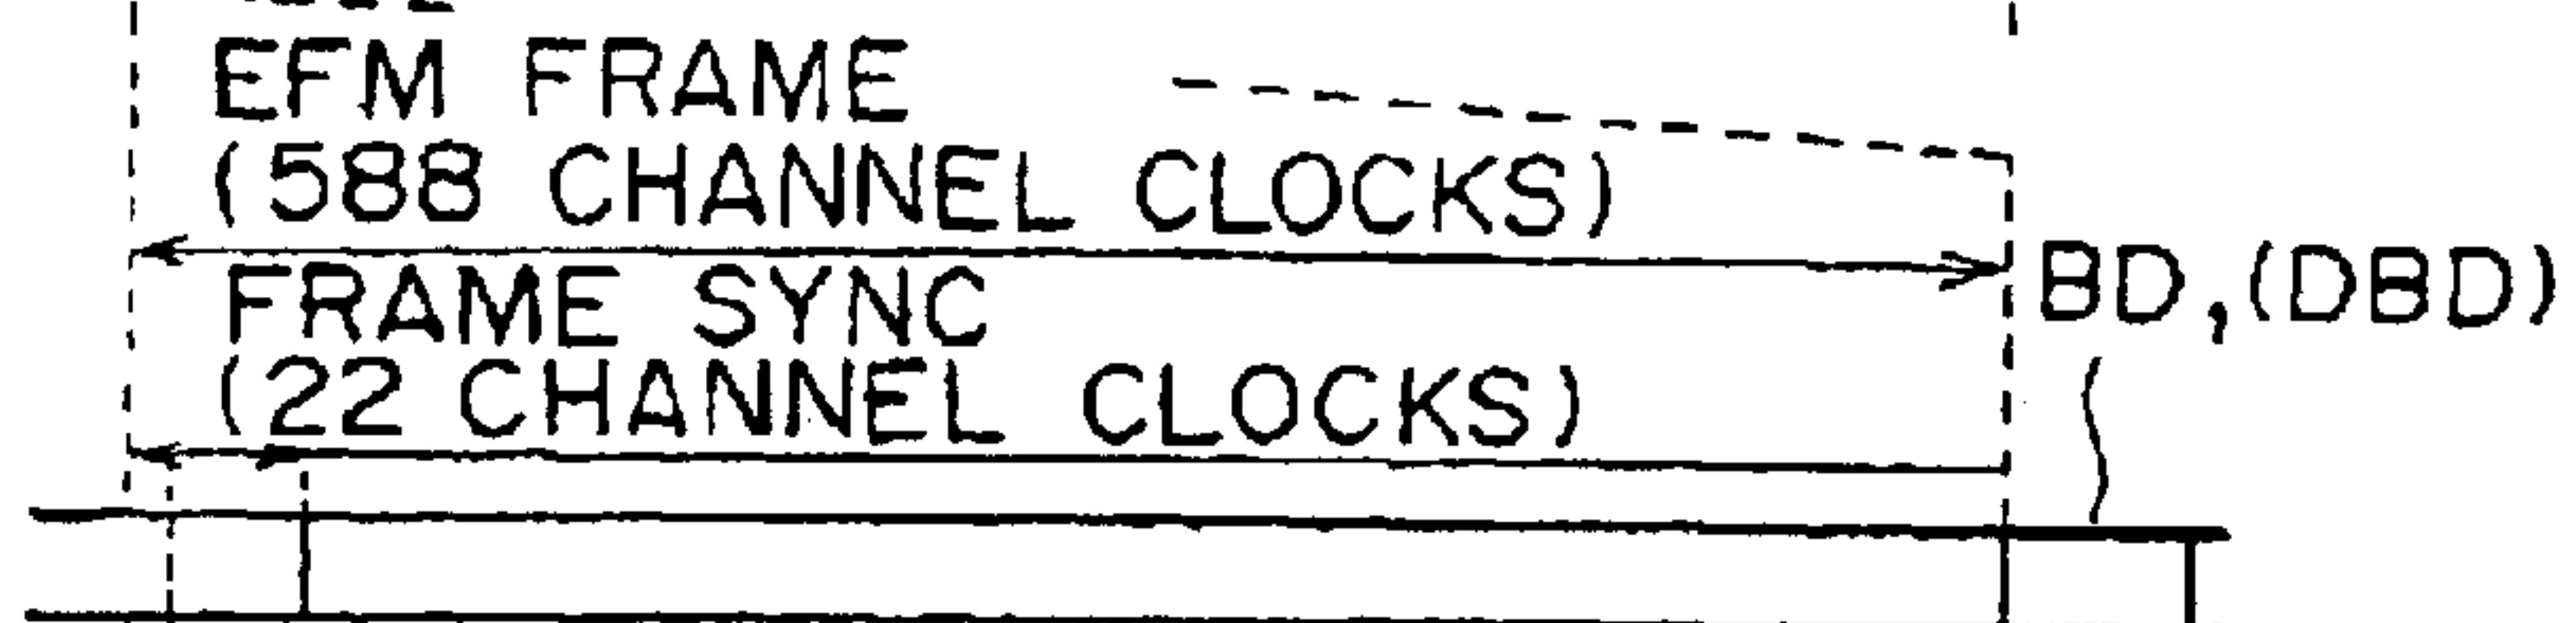 EFM FRAME
(588 CHANNEL CLOCKS)
FRAME SYNC
(22 CHANNEL CLOCKS)
BD,(DBD)